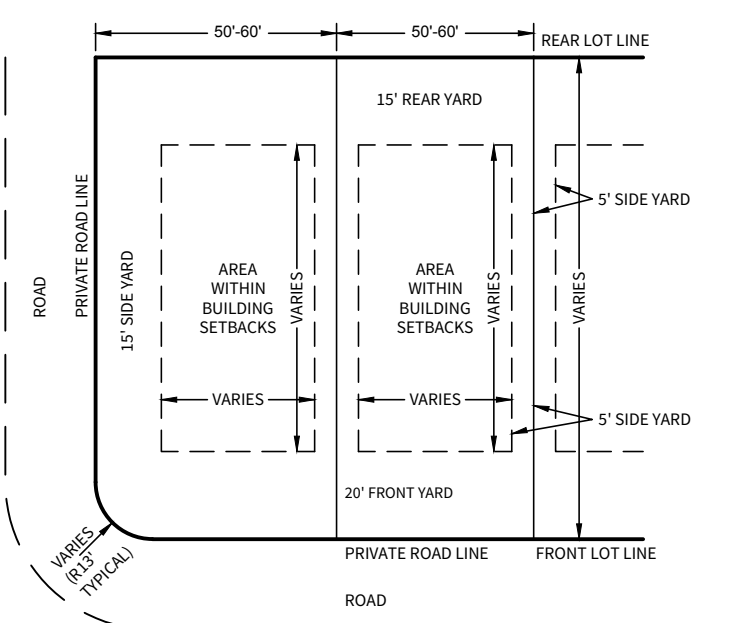 50'-60'
50'-60'
REAR LOT LINE
15' REAR YARD
5' SIDE YARD
PRIVATE ROAD LINE
ROAD
15' SIDE YARD
AREA
WITHIN
BUILDING
SETBACKS
VARIES
AREA
WITHIN
BUILDING
SETBACKS
VARIES
VARIES
VARIES
VARIES
5' SIDE YARD
20' FRONT YARD
VARIES
(R13'
TYPICAL)
PRIVATE ROAD LINE
FRONT LOT LINE
ROAD